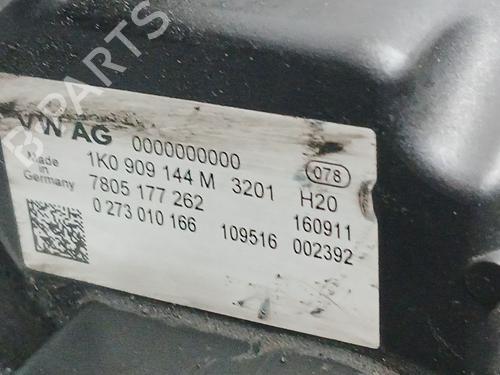 VW AG 0000000000
Made in Germany
1K0 909 144 M 3201 H20
078
7805 177 262 160911
0 273 010 166 109516 002392
B PARTS